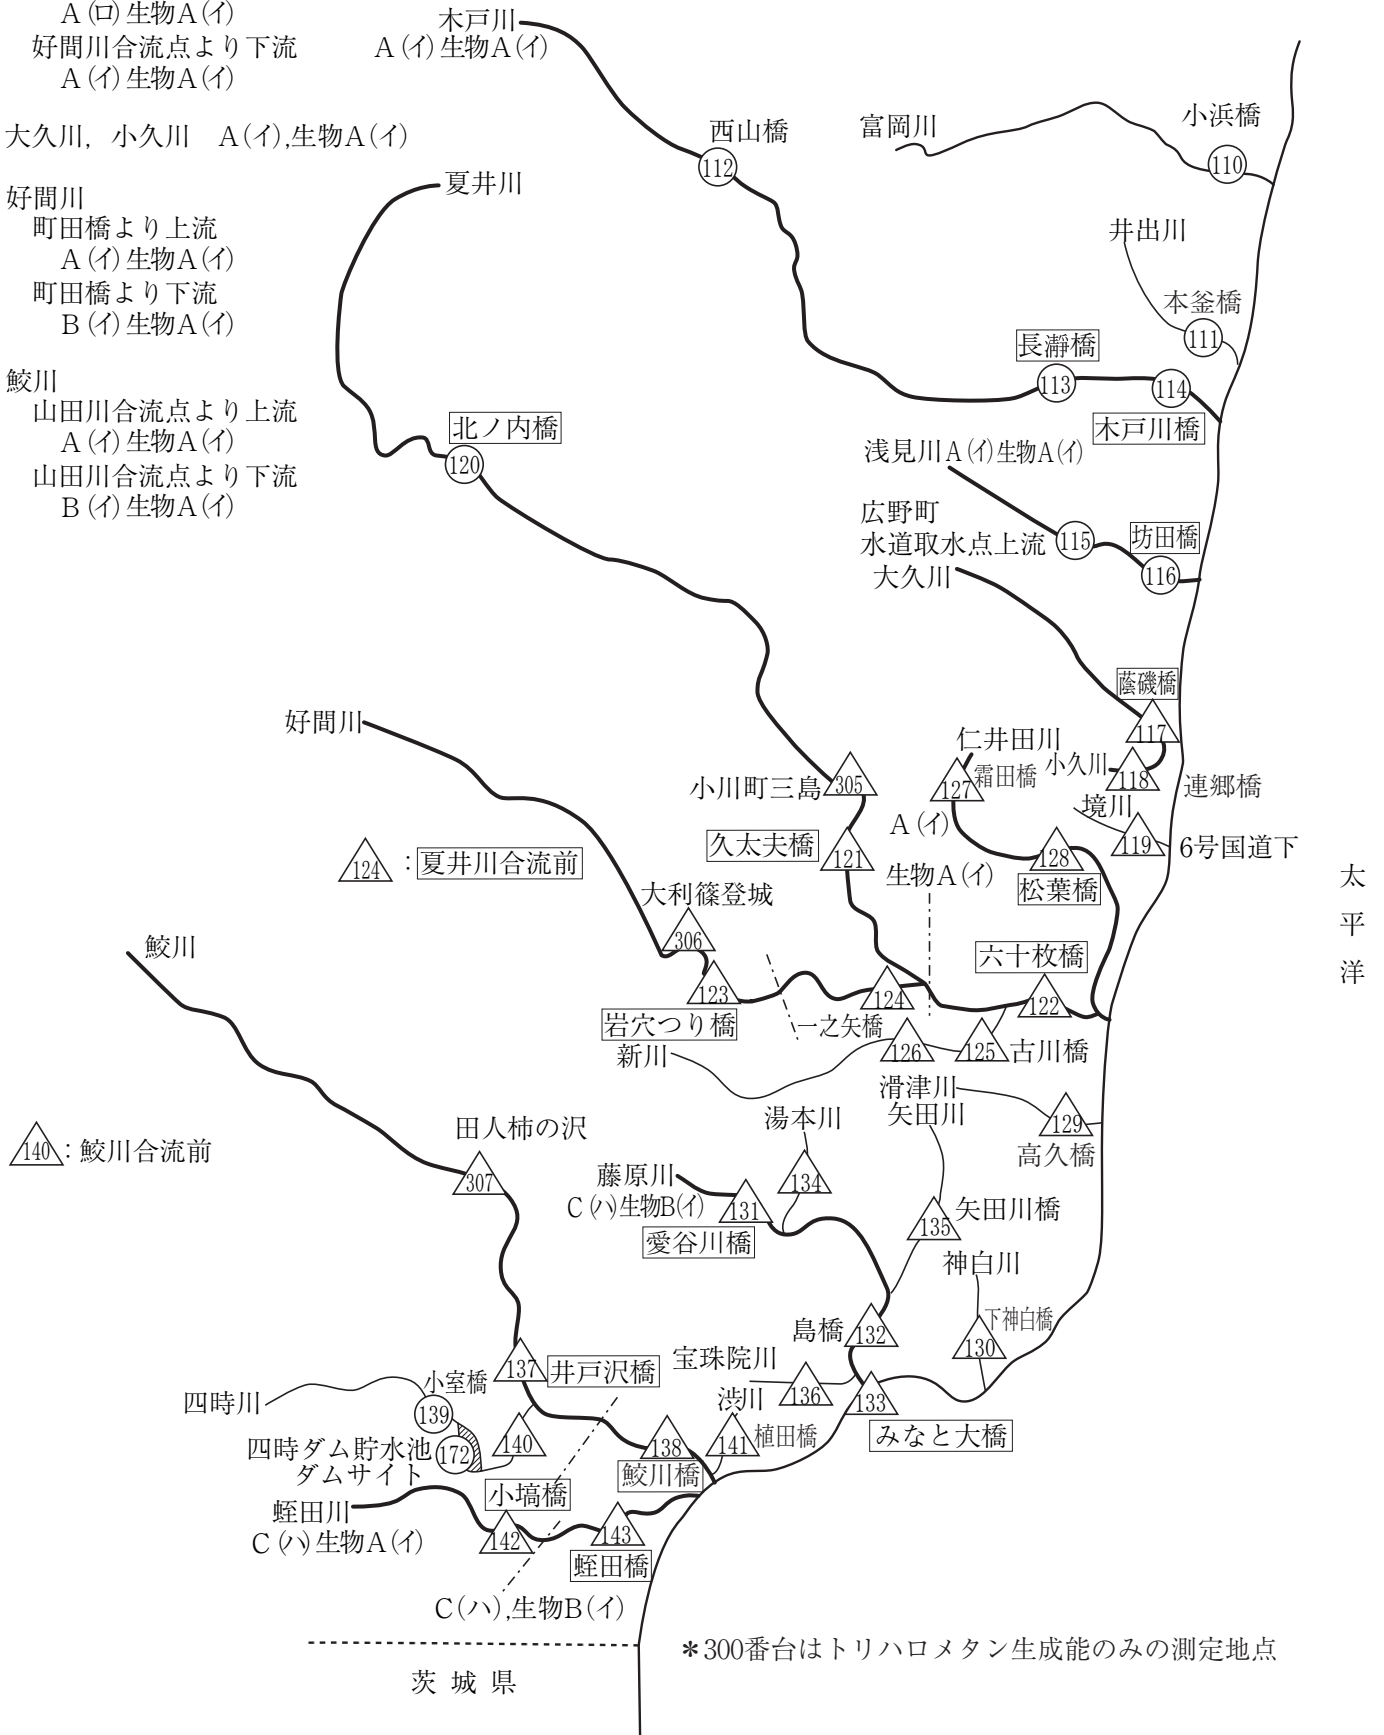 A(ロ)生物A(イ)
好間川合流点より下流
A(イ)生物A(イ)
大久川，小久川　A(イ),生物A(イ)
好間川
町田橋より上流
A(イ)生物A(イ)
町田橋より下流
B(イ)生物A(イ)
鮫川
山田川合流点より上流
A(イ)生物A(イ)
山田川合流点より下流
B(イ)生物A(イ)
木戸川
A(イ)生物A(イ)
西山橋
112
富岡川
小浜橋
110
夏井川
井出川
本釜橋
111
長瀞橋
113
114
木戸川橋
北ノ内橋
120
浅見川A(イ)生物A(イ)
広野町
水道取水点上流
115
坊田橋
116
大久川
蔭磯橋
117
好間川
仁井田川
霜田橋
127
小久川
118
連郷橋
小川町三島
305
境川
119
6号国道下
A(イ)
久太夫橋
121
128
松葉橋
生物A(イ)
124
:夏井川合流前
大利篠登城
306
太平洋
鮫川
六十枚橋
122
123
岩穴つり橋
124
一之矢橋
126
125
古川橋
新川
滑津川
129
高久橋
矢田川
湯本川
134
140
:鮫川合流前
田人柿の沢
307
藤原川
C(ハ)生物B(イ)
131
愛谷川橋
135
矢田川橋
神白川
下神白橋
130
島橋
132
宝珠院川
136
133
みなと大橋
137
井戸沢橋
四時川
小室橋
139
渋川
141
植田橋
四時ダム貯水池
ダムサイト
172
140
138
鮫川橋
小塙橋
142
蛭田川
C(ハ)生物A(イ)
143
蛭田橋
C(ハ),生物B(イ)
＊300番台はトリハロメタン生成能のみの測定地点
茨城県